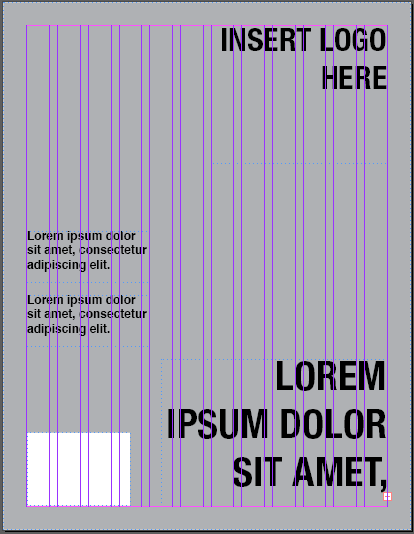 INSERT LOGO
HERE
Lorem ipsum dolor
sit amet, consectetur
adipiscing elit.
Lorem ipsum dolor
sit amet, consectetur
adipiscing elit.
LOREM
IPSUM DOLOR
SIT AMET,